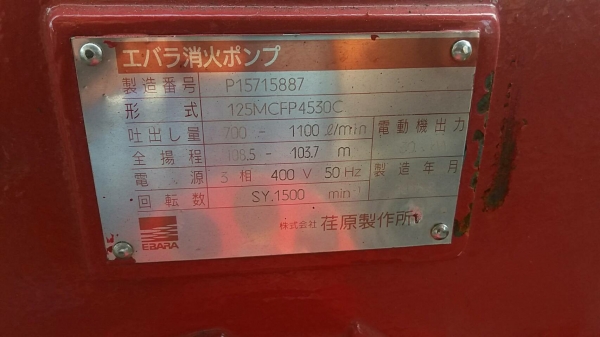 エバラ消火ポンプ
製造番号 P15715887
形式 125MCFP4530C
吐出し量 700 - 1100 ℓ/min 電動機出力
全揚程 108.5 - 103.7 m
電源 3相 400 V 50 Hz 製造年月
回転数 SY.1500 min⁻¹
EBARA 株式会社 荏原製作所